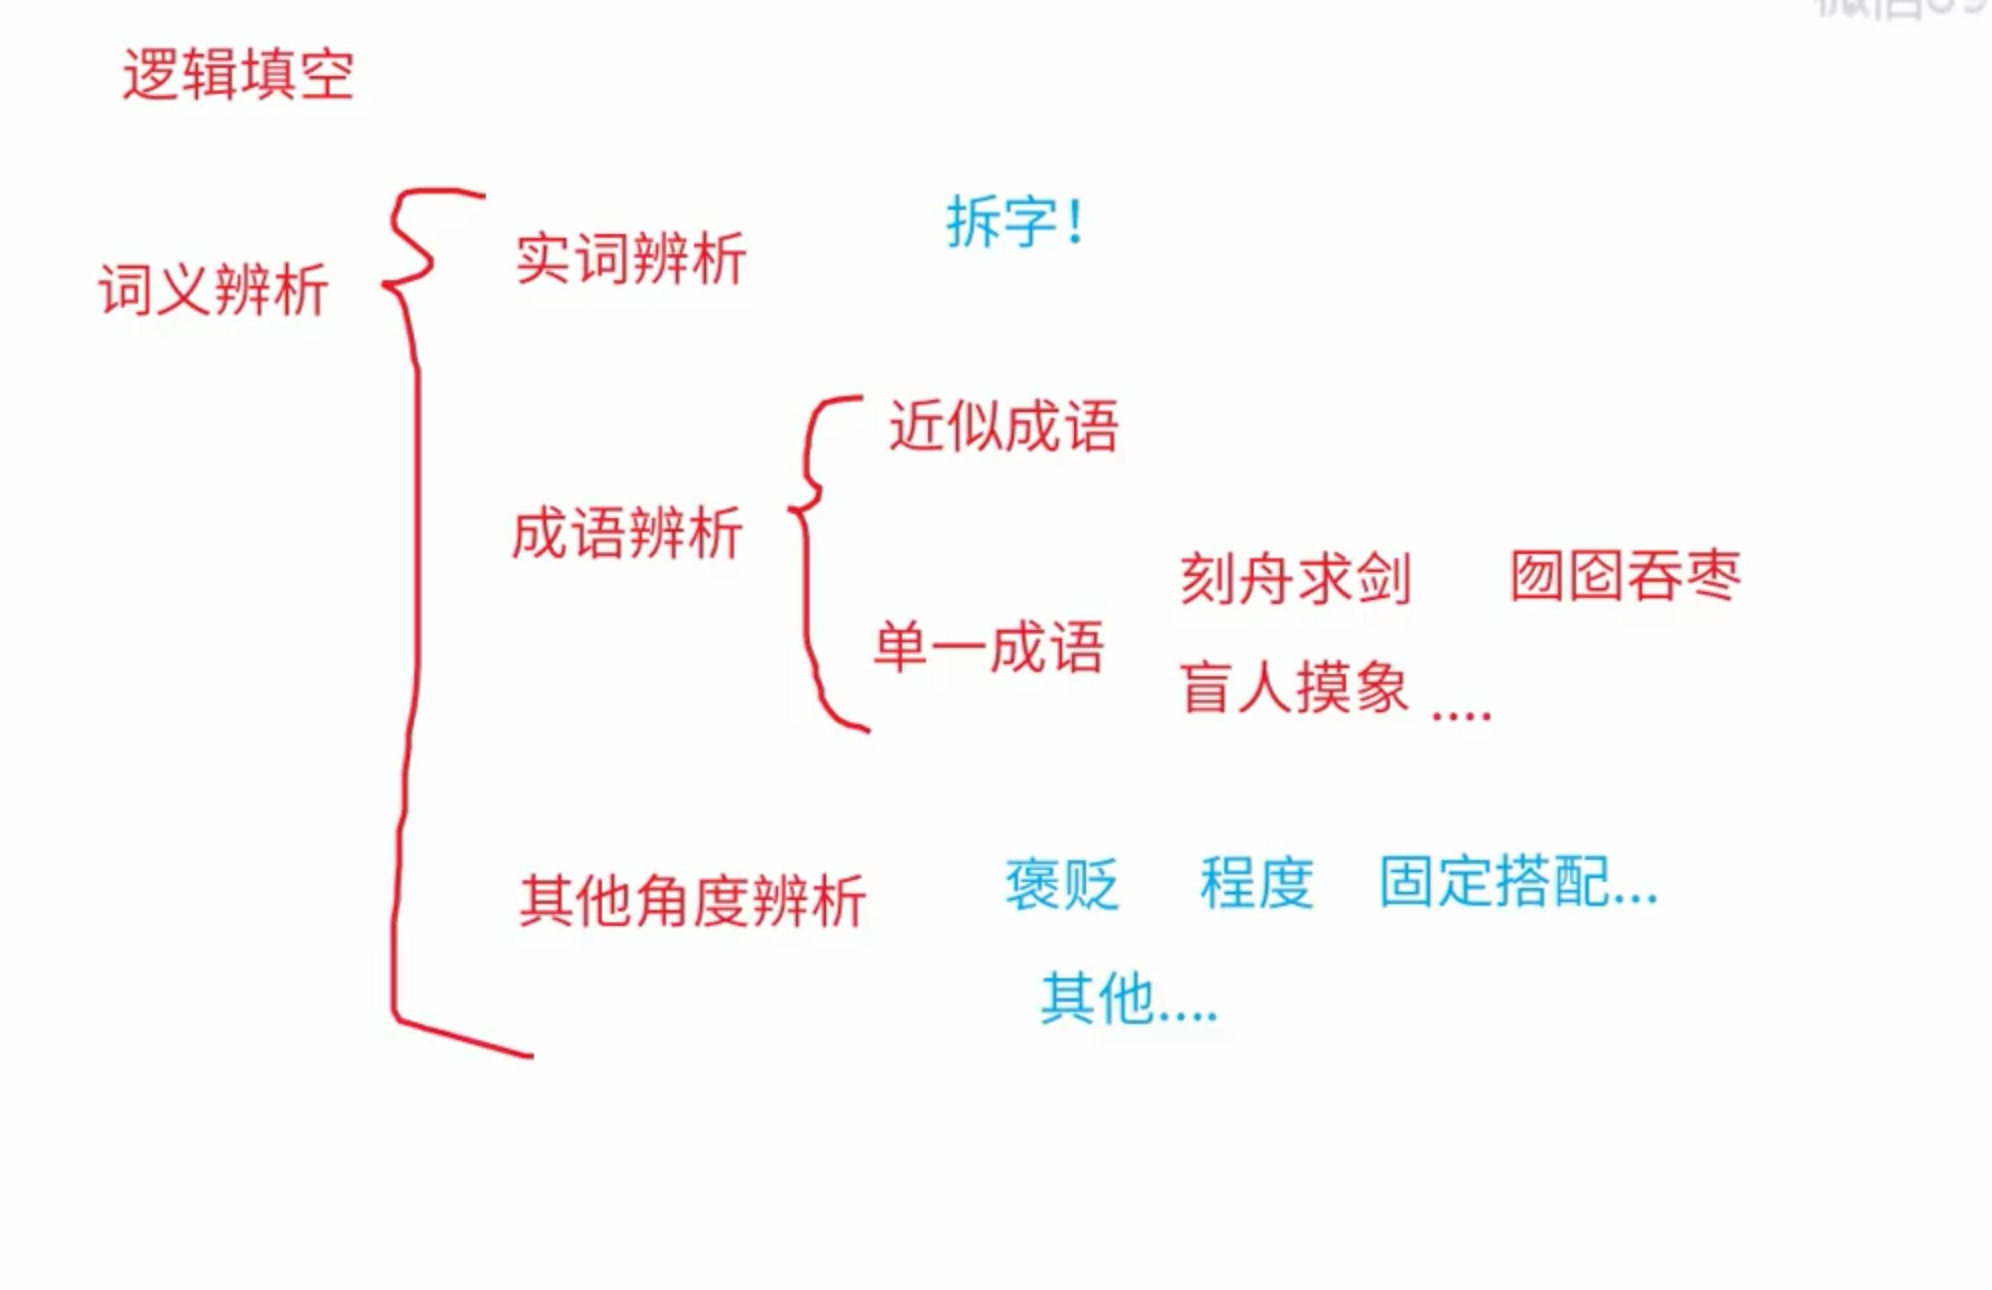 逻辑填空
词义辨析
实词辨析
拆字！
成语辨析
近似成语
单一成语
刻舟求剑 囫囵吞枣
盲人摸象 ....
其他角度辨析
褒贬 程度 固定搭配...
其他....